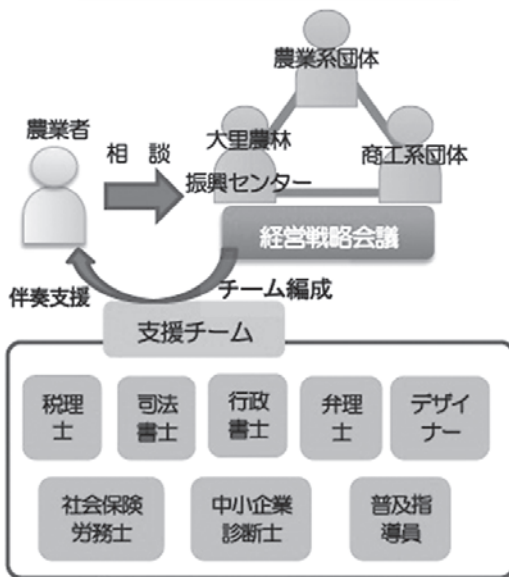 農業系団体
農業者
相 談
大里農林
振興センター
商工系団体
経営戦略会議
伴奏支援
チーム編成
支援チーム
税理
士
司法
書士
行政
書士
弁理
士
デザイ
ナー
社会保険
労務士
中小企業
診断士
普及指
導員